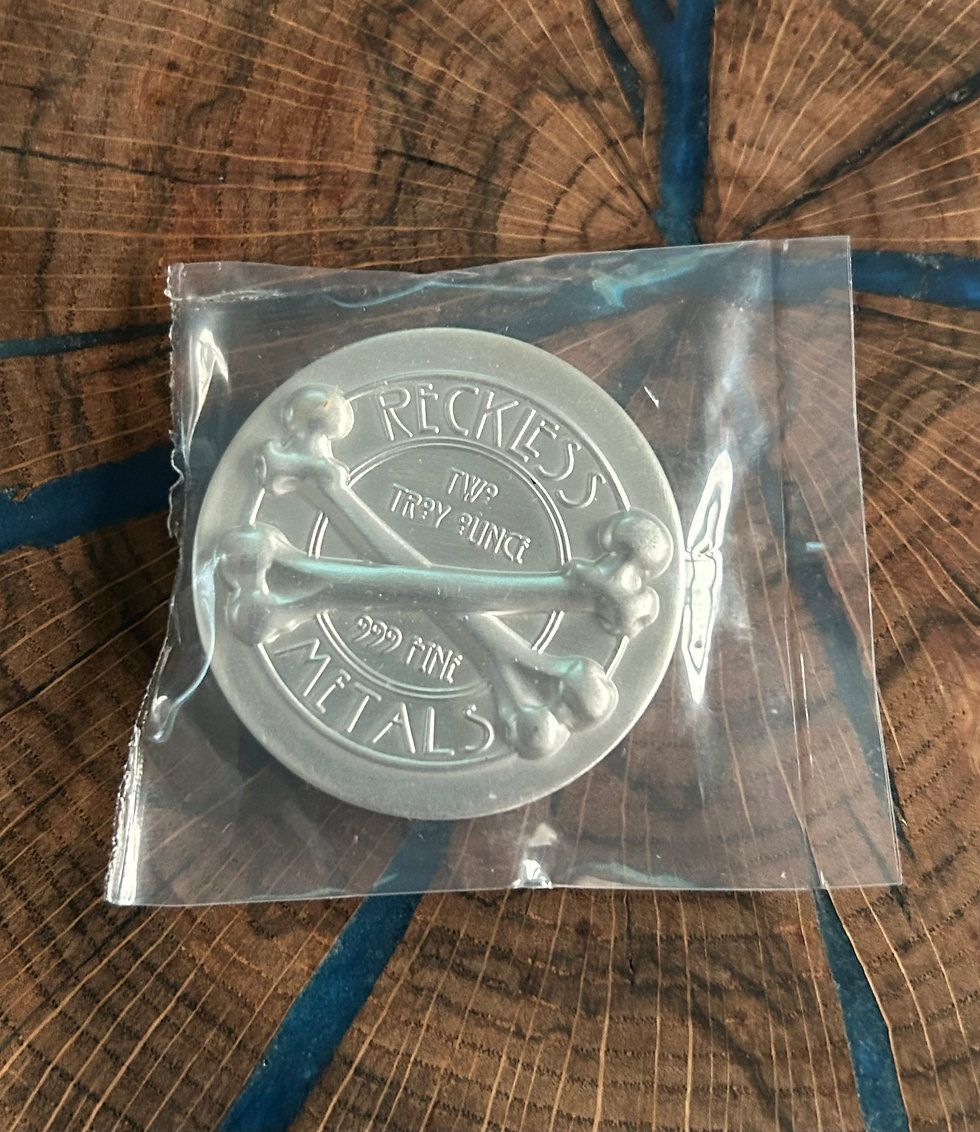 RECKLESS
TWO
TROY OUNCE
999 FINE
METALS